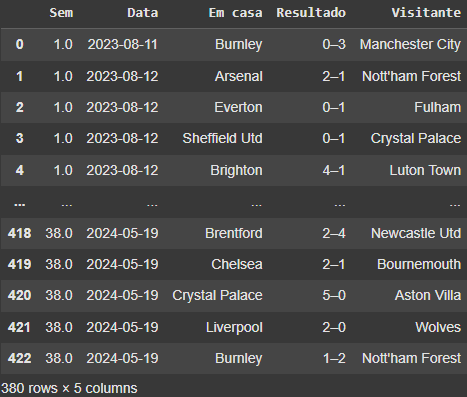 Sem Data Em casa Resultado Visitante
0 1.0 2023-08-11 Burnley 0–3 Manchester City
1 1.0 2023-08-12 Arsenal 2–1 Nott'ham Forest
2 1.0 2023-08-12 Everton 0–1 Fulham
3 1.0 2023-08-12 Sheffield Utd 0–1 Crystal Palace
4 1.0 2023-08-12 Brighton 4–1 Luton Town
... ... ... ... ... ...
418 38.0 2024-05-19 Brentford 2–4 Newcastle Utd
419 38.0 2024-05-19 Chelsea 2–1 Bournemouth
420 38.0 2024-05-19 Crystal Palace 5–0 Aston Villa
421 38.0 2024-05-19 Liverpool 2–0 Wolves
422 38.0 2024-05-19 Burnley 1–2 Nott'ham Forest
380 rows × 5 columns